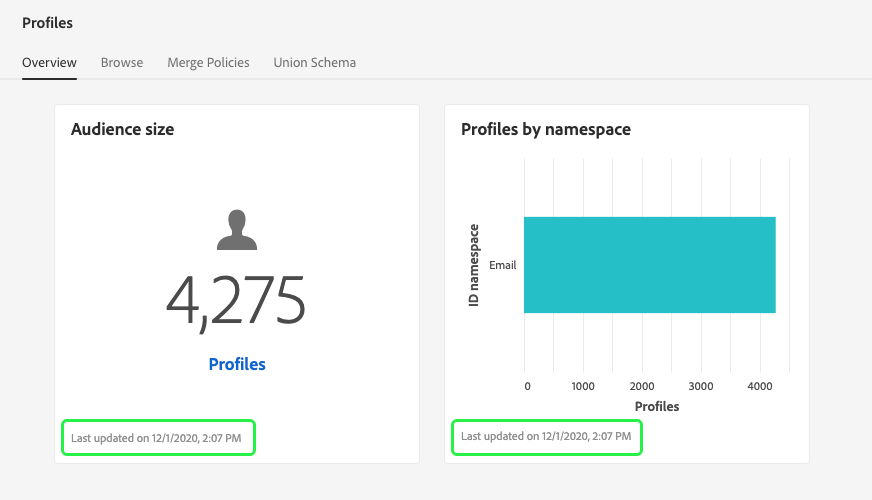 Profiles
Overview Browse Merge Policies Union Schema
Audience size
4,275
Profiles
Last updated on 12/1/2020, 2:07 PM
Profiles by namespace
ID namespace
Email
0 1000 2000 3000 4000
Profiles
Last updated on 12/1/2020, 2:07 PM